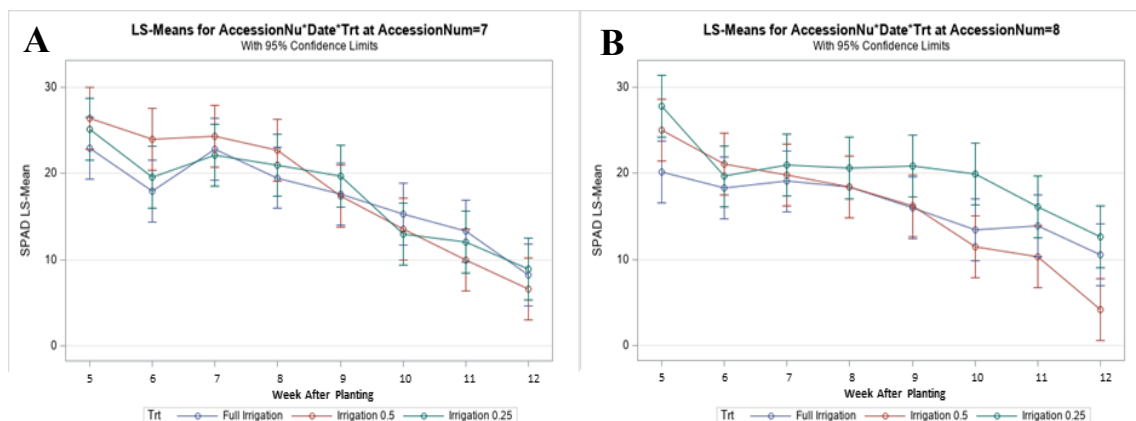 A
LS-Means for AccessionNu*Date*Trt at AccessionNum=7
With 95% Confidence Limits
SPAD LS-Mean
30
20
10
0
5 6 7 8 9 10 11 12
Week After Planting
Trt Full Irrigation Irrigation 0.5 Irrigation 0.25
B
LS-Means for AccessionNu*Date*Trt at AccessionNum=8
With 95% Confidence Limits
SPAD LS-Mean
30
20
10
0
5 6 7 8 9 10 11 12
Week After Planting
Trt Full Irrigation Irrigation 0.5 Irrigation 0.25